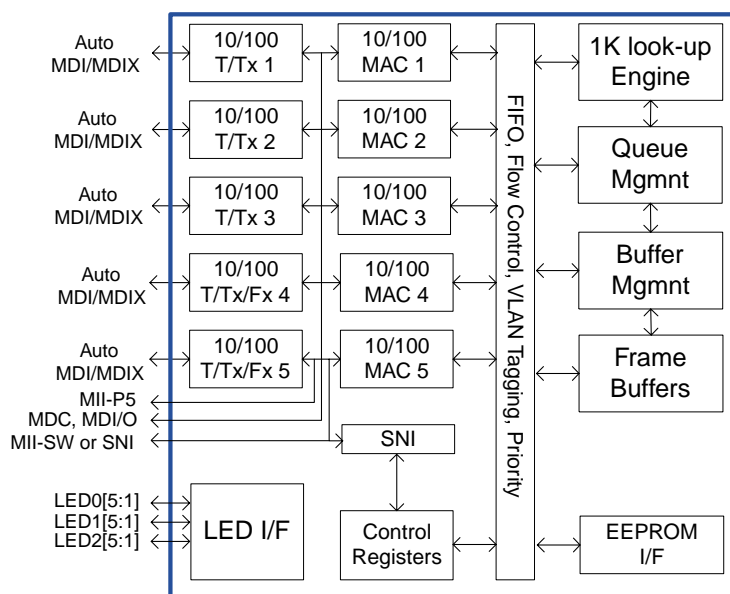 Auto
MDI/MDIX
10/100
T/Tx 1
10/100
MAC 1
1K look-up
Engine
Auto
MDI/MDIX
10/100
T/Tx 2
10/100
MAC 2
Queue
Mgmnt
Auto
MDI/MDIX
10/100
T/Tx 3
10/100
MAC 3
Buffer
Mgmnt
Auto
MDI/MDIX
10/100
T/Tx/Fx 4
10/100
MAC 4
Auto
MDI/MDIX
10/100
T/Tx/Fx 5
10/100
MAC 5
Frame
Buffers
FIFO, Flow Control, VLAN Tagging, Priority
MII-P5
MDC, MDI/O
MII-SW or SNI
SNI
LED0[5:1]
LED1[5:1]
LED2[5:1]
LED I/F
Control
Registers
EEPROM
I/F